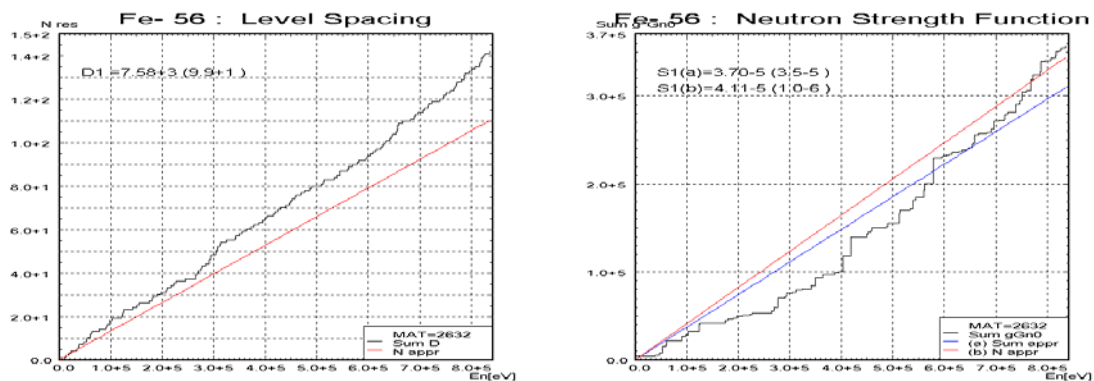 Fe- 56 : Level Spacing
N res
1.5+2
1.4+2
1.2+2
1.0+2
8.0+1
6.0+1
4.0+1
2.0+1
0.0
D1 =7.58+3 (9.9+1 )
MAT=2632
Sum D
N appr
0.0 1.0+5 2.0+5 3.0+5 4.0+5 5.0+5 6.0+5 7.0+5 8.0+5
En[eV]
Fe- 56 : Neutron Strength Function
Sum g*Gn0
3.7+5
3.0+5
2.0+5
1.0+5
0.0
S1(a)=3.70-5 (3.5-5 )
S1(b)=4.11-5 (1.0-6 )
MAT=2632
Sum gGn0
(a) Sum appr
(b) N appr
0.0 1.0+5 2.0+5 3.0+5 4.0+5 5.0+5 6.0+5 7.0+5 8.0+5
En[eV]